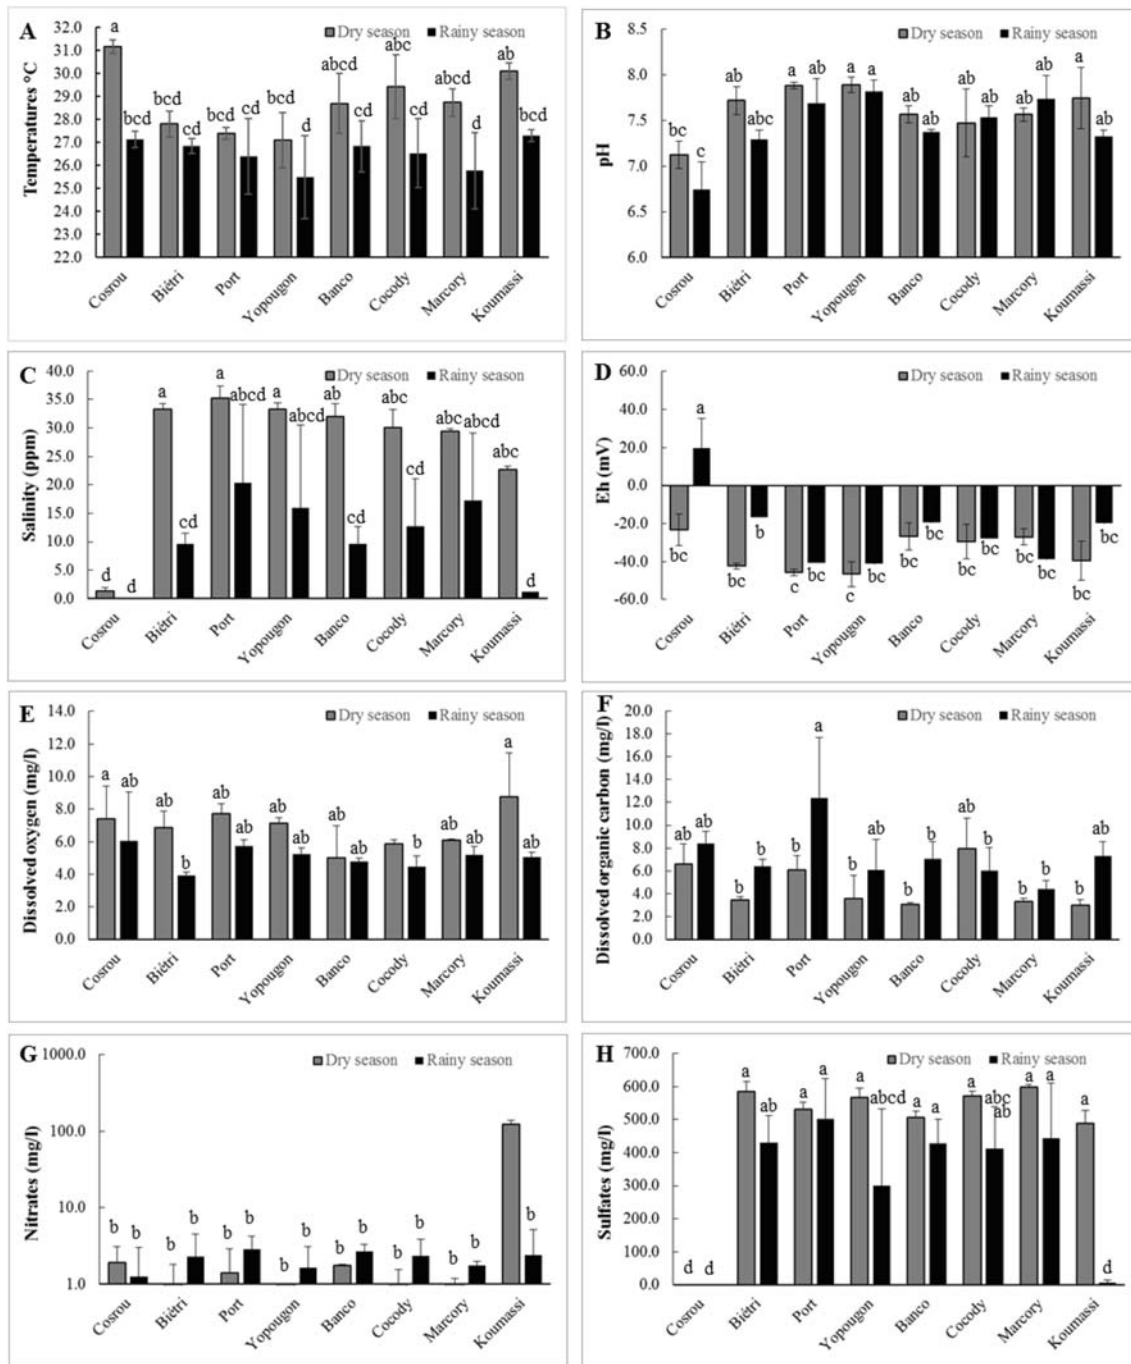 A
Dry season
Rainy season
Temperatures °C
32.0
31.0
30.0
29.0
28.0
27.0
26.0
25.0
24.0
23.0
22.0
a
bcd
bcd
cd
bcd
cd
bcd
d
abc
cd
abc
cd
abcd
d
ab
bcd
Cosrou
Biétri
Port
Yopougon
Banco
Cocody
Marcory
Koumassi
B
Dry season
Rainy season
pH
8.5
8.0
7.5
7.0
6.5
6.0
bc
c
ab
abc
a
ab
a
a
ab
ab
ab
ab
ab
ab
a
ab
Cosrou
Biétri
Port
Yopougon
Banco
Cocody
Marcory
Koumassi
C
Dry season
Rainy season
Salinity (ppm)
40.0
35.0
30.0
25.0
20.0
15.0
10.0
5.0
0.0
d
d
a
cd
a
abcd
a
abcd
ab
cd
abc
cd
abc
abcd
abc
d
Cosrou
Biétri
Port
Yopougon
Banco
Cocody
Marcory
Koumassi
D
Dry season
Rainy season
Eh (mV)
60.0
40.0
20.0
0.0
-20.0
-40.0
-60.0
bc
a
bc
b
c
bc
c
bc
bc
bc
bc
bc
bc
bc
bc
bc
Cosrou
Biétri
Port
Yopougon
Banco
Cocody
Marcory
Koumassi
E
Dry season
Rainy season
Dissolved oxygen (mg/l)
14.0
12.0
10.0
8.0
6.0
4.0
2.0
0.0
a
ab
ab
b
ab
ab
ab
ab
ab
ab
ab
b
ab
ab
a
ab
Cosrou
Biétri
Port
Yopougon
Banco
Cocody
Marcory
Koumassi
F
Dry season
Rainy season
Dissolved organic carbon (mg/l)
20.0
18.0
16.0
14.0
12.0
10.0
8.0
6.0
4.0
2.0
0.0
ab
ab
b
b
b
a
b
ab
b
b
ab
b
b
b
b
ab
Cosrou
Biétri
Port
Yopougon
Banco
Cocody
Marcory
Koumassi
G
Dry season
Rainy season
Nitrates (mg/l)
1000.0
100.0
10.0
1.0
b
b
b
b
b
b
b
b
b
b
b
b
b
b
a
b
Cosrou
Biétri
Port
Yopougon
Banco
Cocody
Marcory
Koumassi
H
Dry season
Rainy season
Sulfates (mg/l)
700.0
600.0
500.0
400.0
300.0
200.0
100.0
0.0
d
d
a
ab
a
a
a
abcd
a
a
a
abc
ab
a
a
a
d
Cosrou
Biétri
Port
Yopougon
Banco
Cocody
Marcory
Koumassi